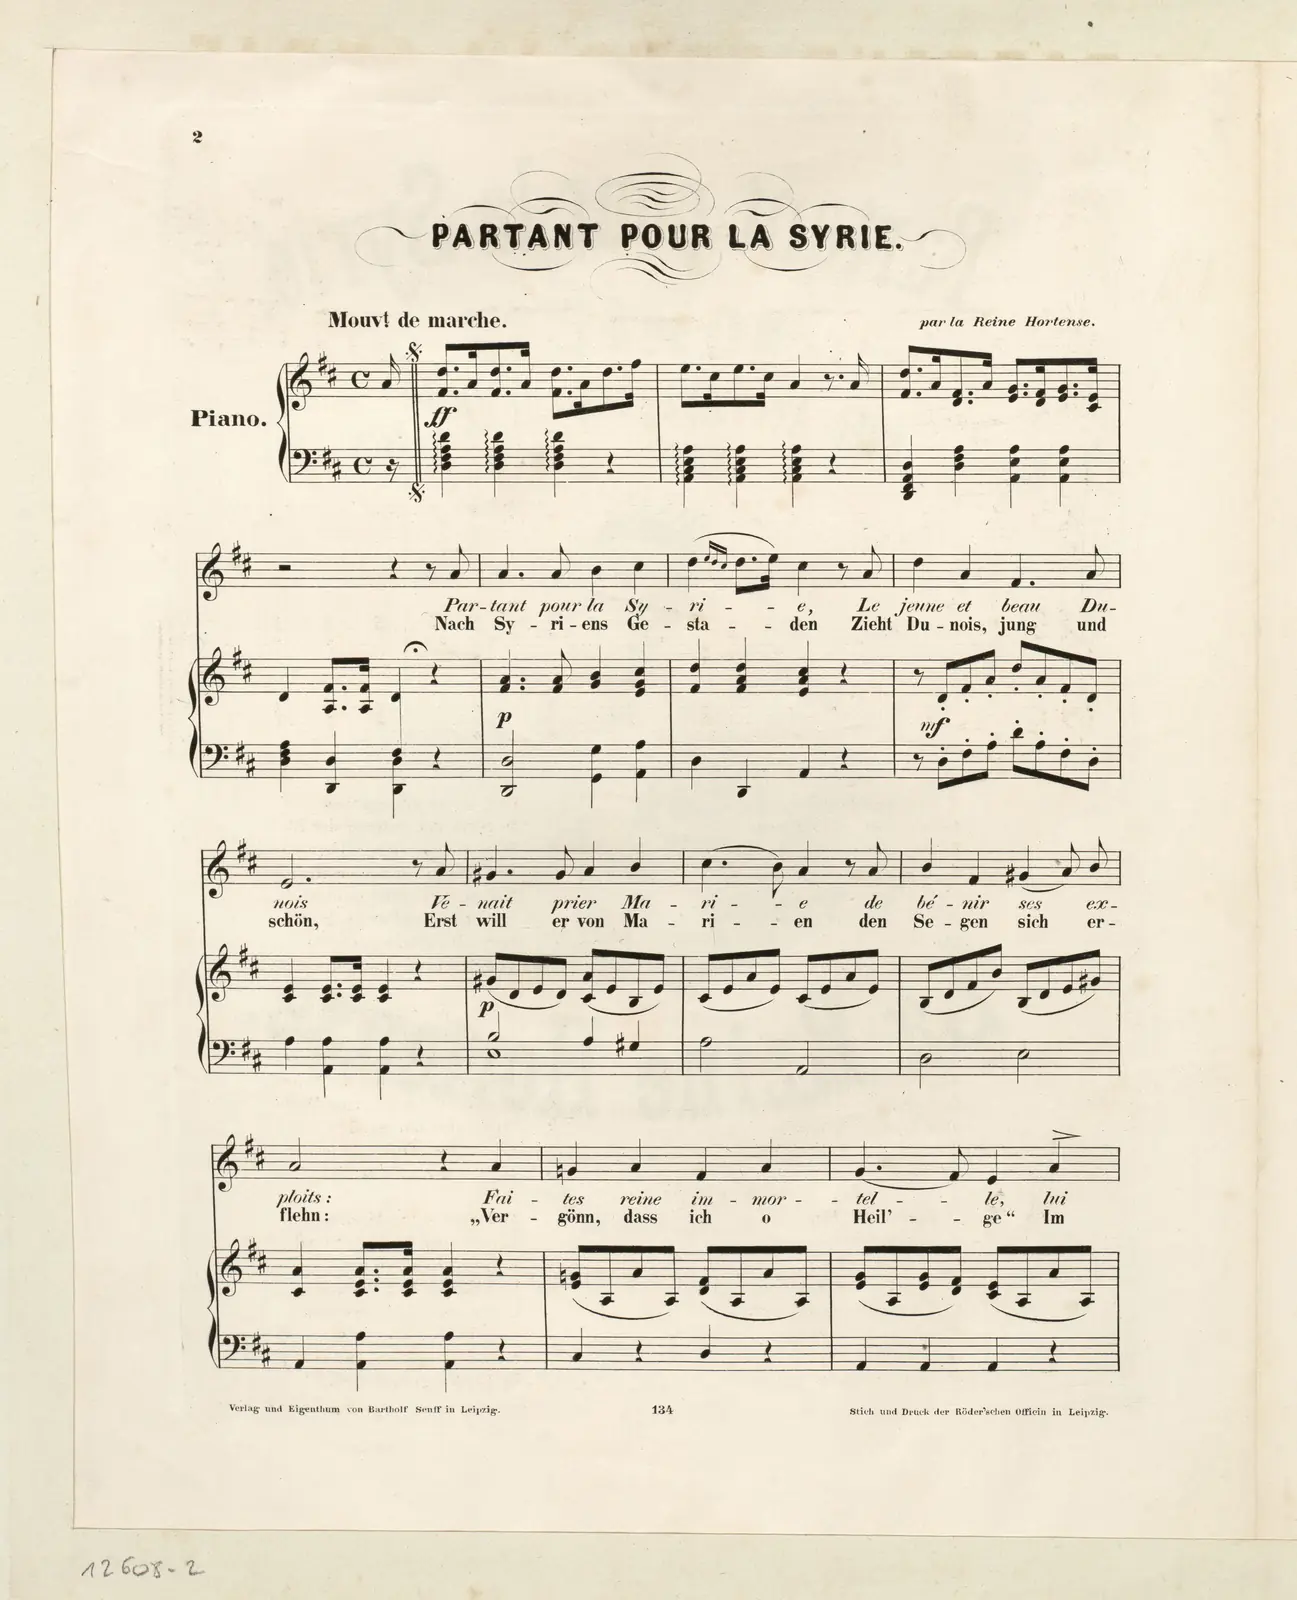 2
PARTANT POUR LA SYRIE.
Mouvt de marche.
par la Reine Hortense.
Piano.
ff
Par-tant pour la Sy - ri - - e, Le jeune et beau Du-
Nach Sy - ri - ens Ge - sta - - den Zieht Du - nois, jung und
p
mf
nois Ve - nait prier Ma - ri - - e de bé - nir ses ex-
schön, Erst will er von Ma - ri - - en den Se - gen sich er-
p
ploits: Fai - tes reine im - mor - tel - - le, lui
flehn: „Ver - gönn, dass ich o Heil' - - ge“ Im
Verlag und Eigenthum von Bartholf Senff in Leipzig.
134
Stich und Druck der Röder'schen Officin in Leipzig.
12608-2